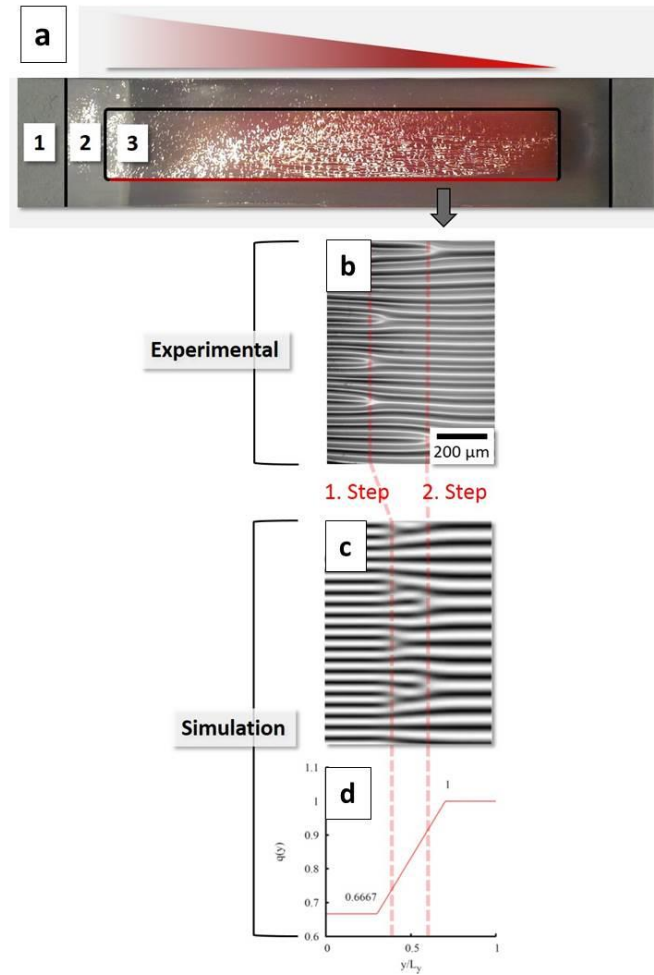 a
1
2
3
b
Experimental
200 µm
1. Step
2. Step
c
Simulation
d
1.1
1
0.9
0.8
0.7
0.6
q(y)
0.6667
1
0
0.5
1
y/Ly